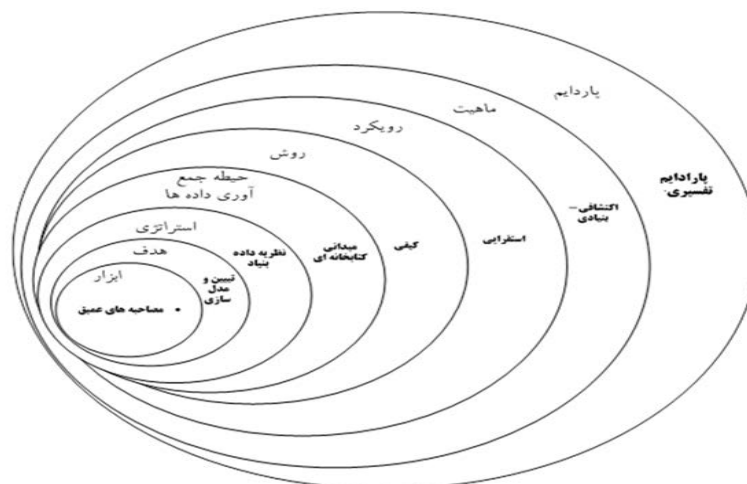 پاردایم
ماهیت
رویکرد
روش
حیطه جمع
آوری داده ها
استراتژی
هدف
ابزار
پارادایم
تفسیری.
اکتشافی–
بنیادی
استقرایی
کیفی
میدانی
کتابخانه ای
نظریه داده
بنیاد
تبیین و
مدل
سازی
مصاحبه های عمیق